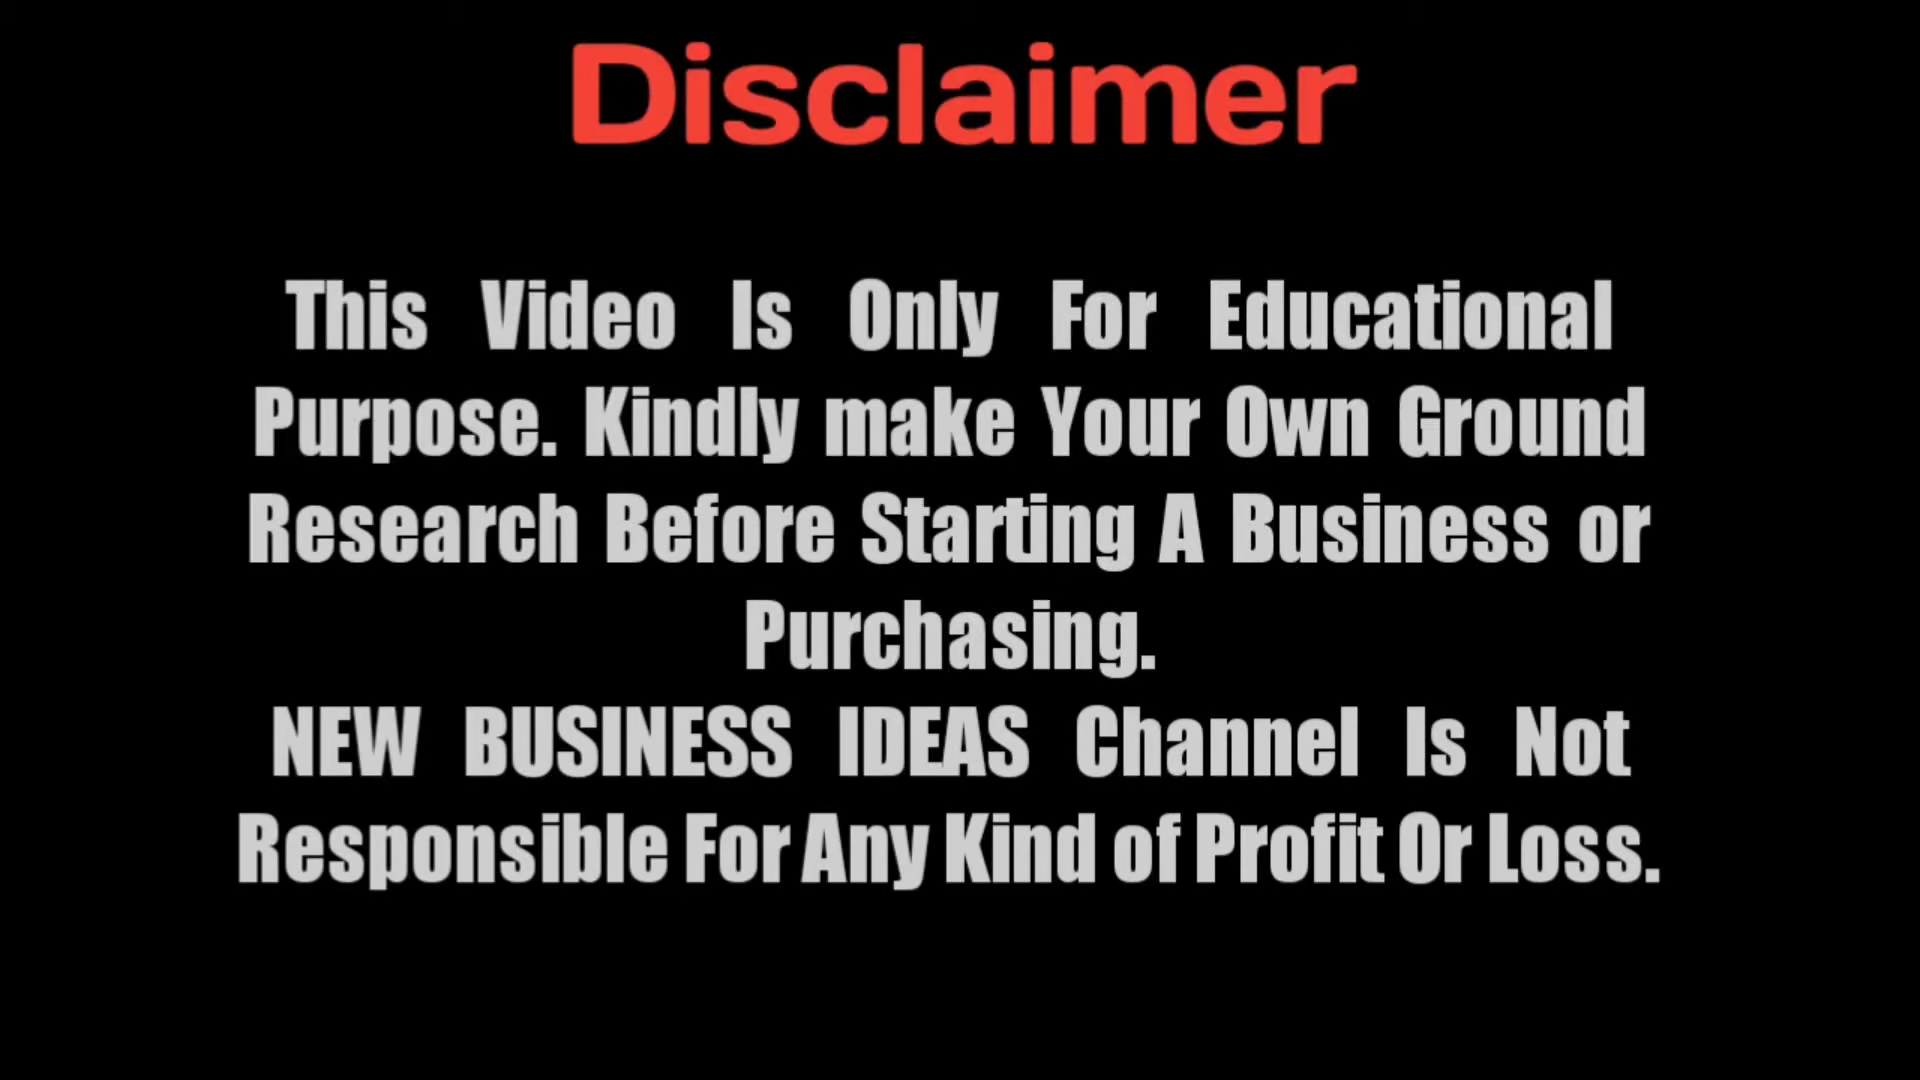 Disclaimer
This Video Is Only For Educational
Purpose. Kindly make Your Own Ground
Research Before Starting A Business or
Purchasing.
NEW BUSINESS IDEAS Channel Is Not
Responsible For Any Kind of Profit Or Loss.